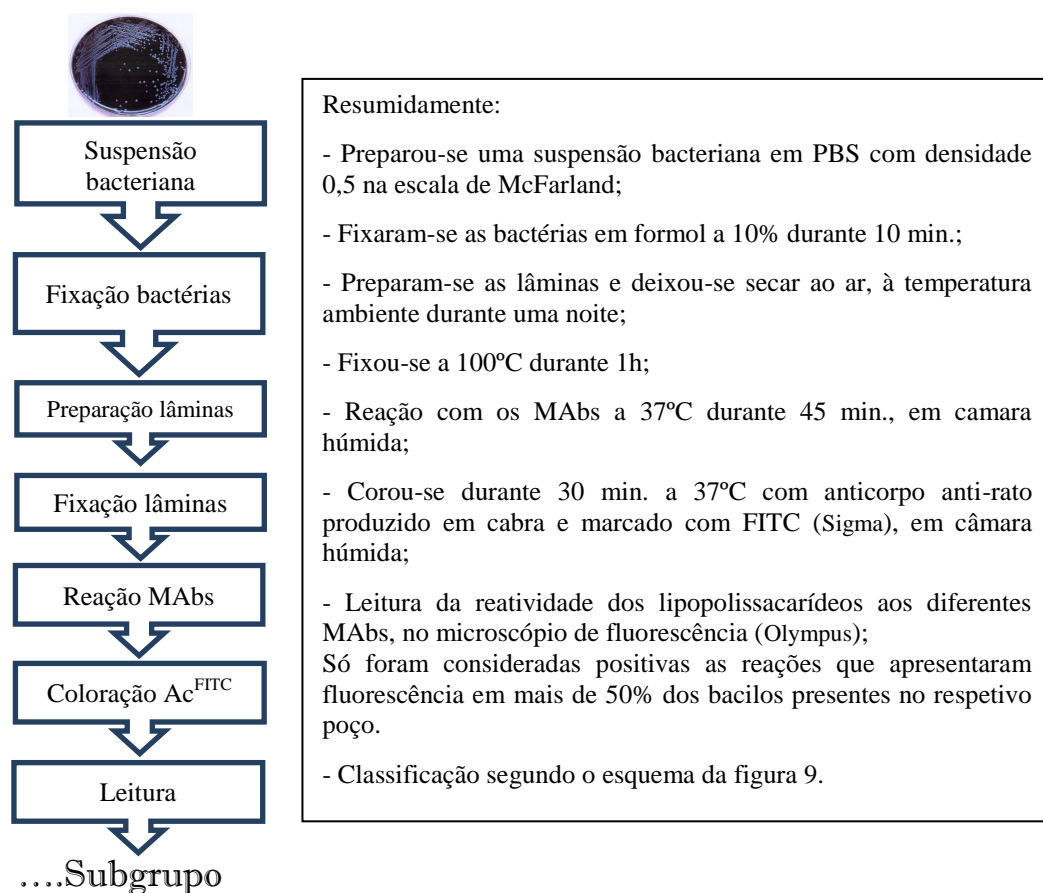 Suspensão
bacteriana
Fixação bactérias
Preparação lâminas
Fixação lâminas
Reação MAbs
Coloração Ac^FITC
Leitura
....Subgrupo
Resumidamente:
- Preparou-se uma suspensão bacteriana em PBS com densidade
0,5 na escala de McFarland;
- Fixaram-se as bactérias em formol a 10% durante 10 min.;
- Preparam-se as lâminas e deixou-se secar ao ar, à temperatura
ambiente durante uma noite;
- Fixou-se a 100ºC durante 1h;
- Reação com os MAbs a 37ºC durante 45 min., em camara
húmida;
- Corou-se durante 30 min. a 37ºC com anticorpo anti-rato
produzido em cabra e marcado com FITC (Sigma), em câmara
húmida;
- Leitura da reatividade dos lipopolissacarídeos aos diferentes
MAbs, no microscópio de fluorescência (Olympus);
Só foram consideradas positivas as reações que apresentaram
fluorescência em mais de 50% dos bacilos presentes no respetivo
poço.
- Classificação segundo o esquema da figura 9.